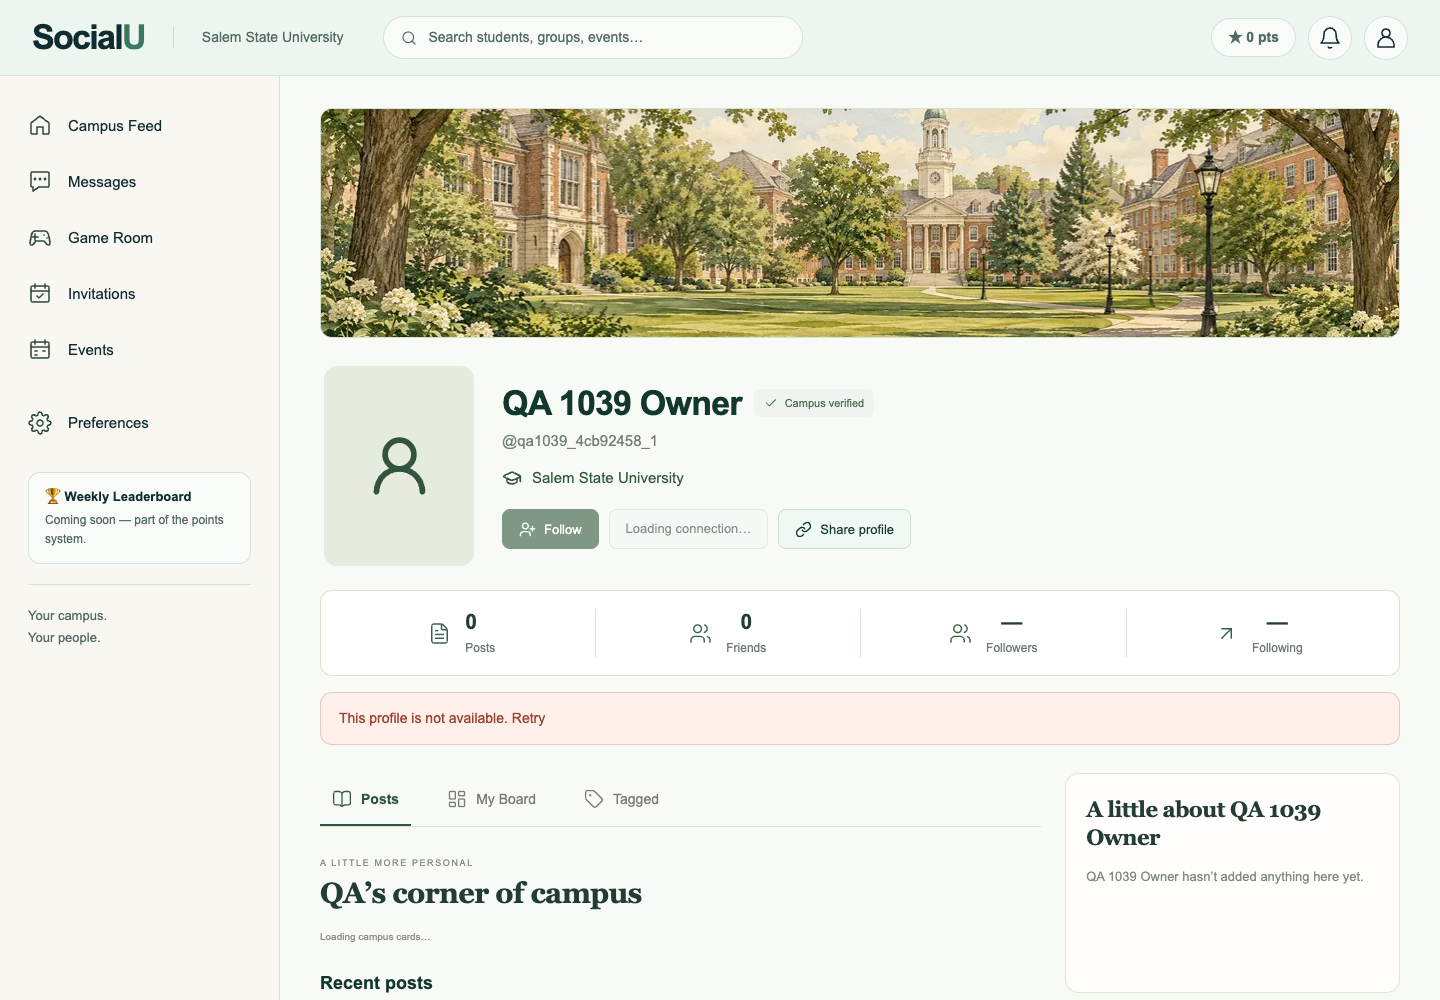 SocialU
Salem State University
Search students, groups, events…
★ 0 pts
Campus Feed
Messages
Game Room
Invitations
Events
Preferences
🏆 Weekly Leaderboard
Coming soon — part of the points
system.
Your campus.
Your people.
QA 1039 Owner
Campus verified
@qa1039_4cb92458_1
Salem State University
Follow
Loading connection…
Share profile
0
Posts
0
Friends
—
Followers
—
Following
This profile is not available. Retry
Posts
My Board
Tagged
A LITTLE MORE PERSONAL
QA’s corner of campus
Loading campus cards…
Recent posts
A little about QA 1039
Owner
QA 1039 Owner hasn’t added anything here yet.